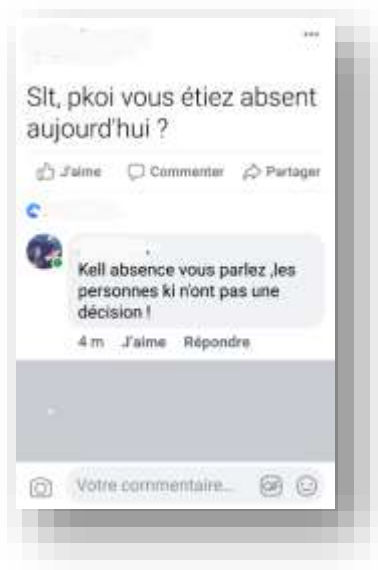 Slt, pkoi vous étiez absent
aujourd'hui ?
J'aime Commenter Partager
Kell absence vous parlez ,les
personnes ki n'ont pas une
décision !
4 m J'aime Répondre
Votre commentaire... GIF